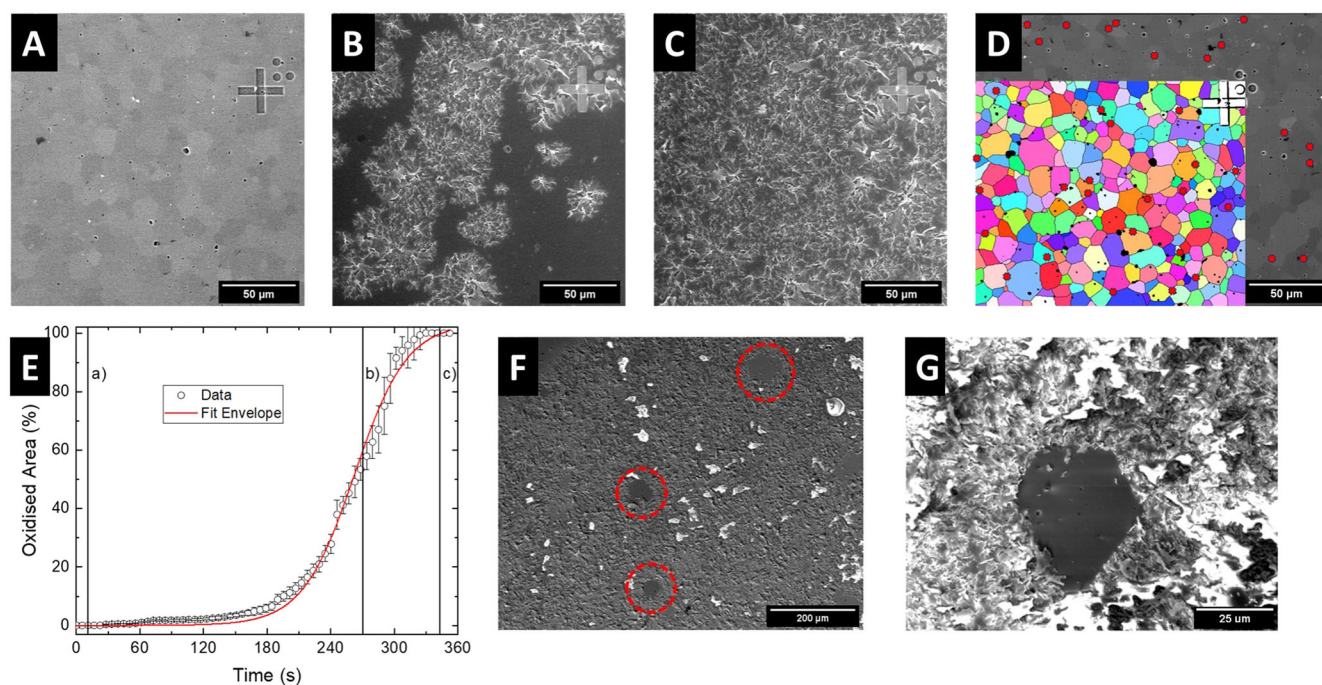 A
B
C
D
50 µm
50 µm
50 µm
50 µm
E
F
G
100
80
60
40
20
0
Oxidised Area (%)
a)
b)
c)
Data
Fit Envelope
0 60 120 180 240 300 360
Time (s)
200 µm
25 µm